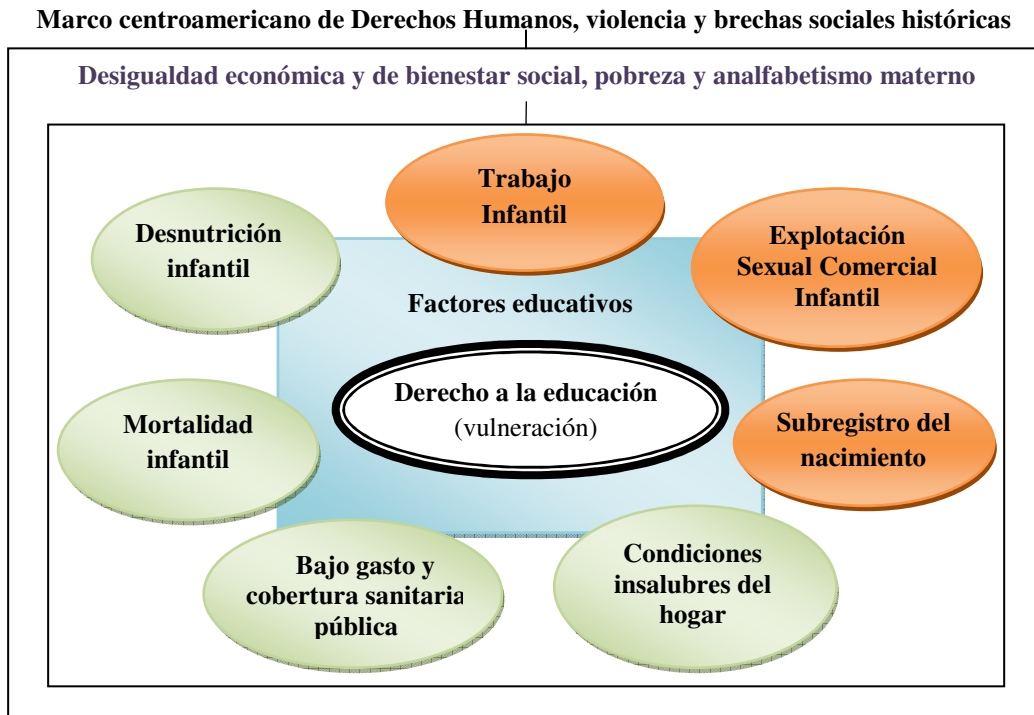 Marco centroamericano de Derechos Humanos, violencia y brechas sociales históricas
Desigualdad económica y de bienestar social, pobreza y analfabetismo materno
Trabajo
Infantil
Desnutrición
infantil
Explotación
Sexual Comercial
Infantil
Factores educativos
Derecho a la educación
(vulneración)
Mortalidad
infantil
Subregistro del
nacimiento
Bajo gasto y
cobertura sanitaria
pública
Condiciones
insalubres del
hogar